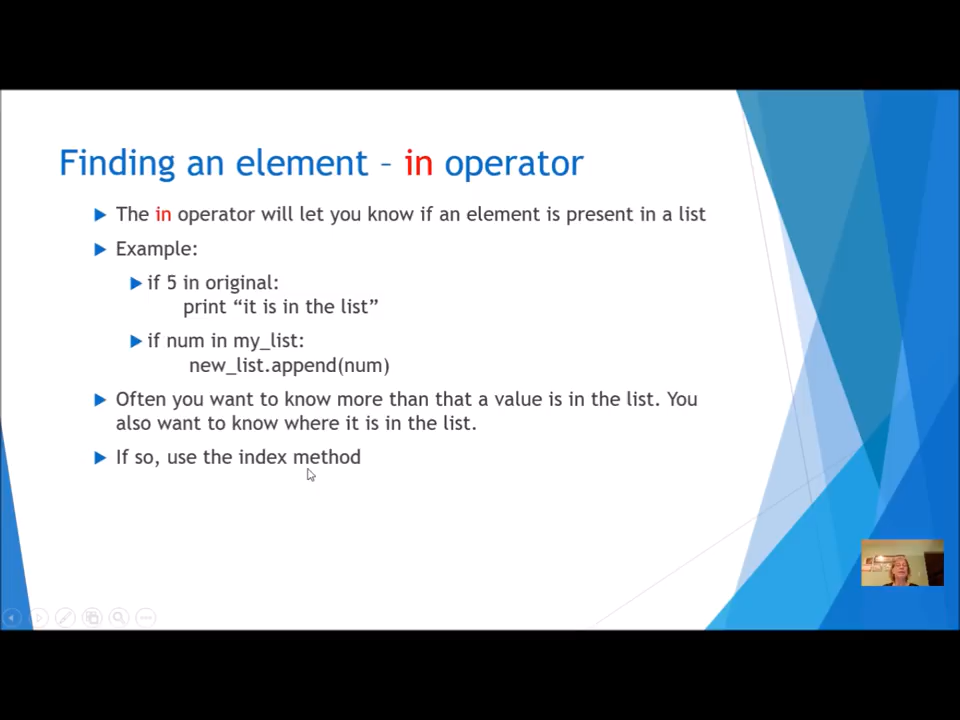 Finding an element – in operator
The in operator will let you know if an element is present in a list
Example:
if 5 in original:
print “it is in the list”
if num in my_list:
new_list.append(num)
Often you want to know more than that a value is in the list. You
also want to know where it is in the list.
If so, use the index method